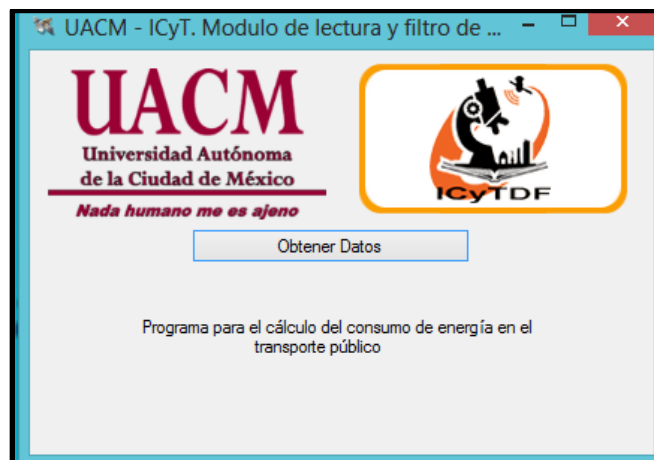 UACM - ICyT. Modulo de lectura y filtro de ...
UACM
Universidad Autónoma
de la Ciudad de México
Nada humano me es ajeno
ICyTDF
Obtener Datos
Programa para el cálculo del consumo de energía en el
transporte público